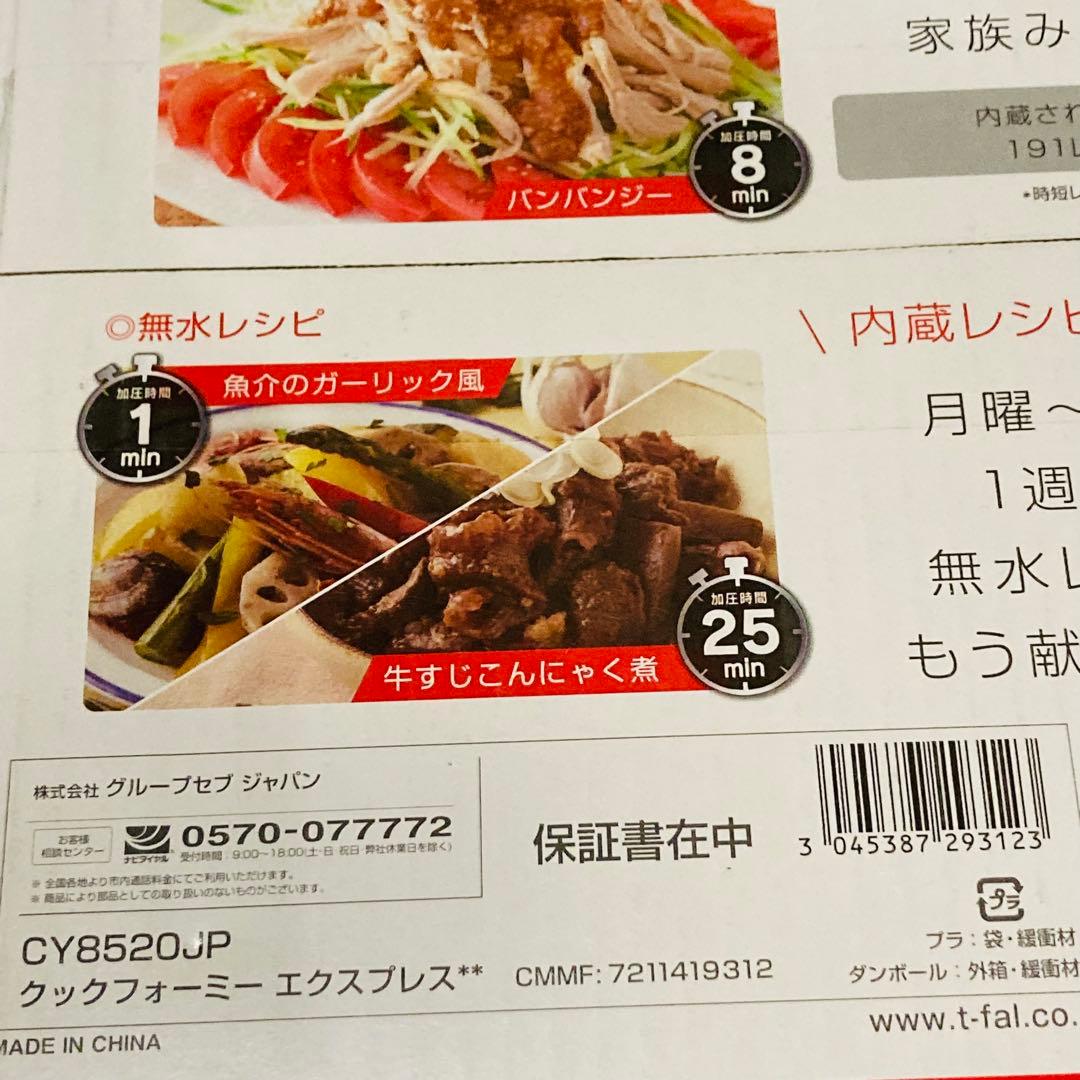 家族み
内蔵され
191L
*時短レ
加圧時間
8
min
バンバンジー
◎無水レシピ
\ 内蔵レシピ
加圧時間
1
min
魚介のガーリック風
月曜～
1週
無水レ
もう献
加圧時間
25
min
牛すじこんにゃく煮
株式会社 グループセブ ジャパン
お客様
相談センター
ナビダイヤル
0570-077772
受付時間:9:00~18:00(土・日 祝日・弊社休業日を除く)
※ 全国各地より市内通話料金にてご利用いただけます。
※ 商品により部品としての取り扱いのないものがございます。
保証書在中
3 045387 293123
プラ
プラ:袋・緩衝材
ダンボール:外箱・緩衝材
CY8520JP
クックフォーミー エクスプレス**
CMMF: 7211419312
www.t-fal.co.
MADE IN CHINA